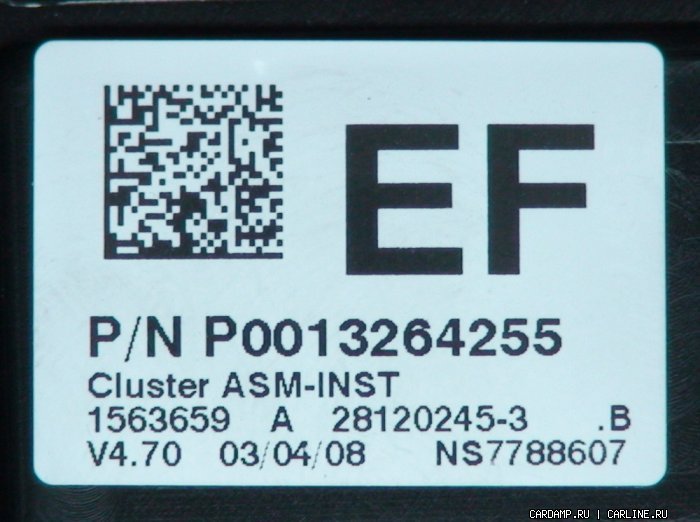 EF
P/N P0013264255
Cluster ASM-INST
1563659 A 28120245-3 .B
V4.70 03/04/08 NS7788607
CARDAMP.RU | CARLINE.RU